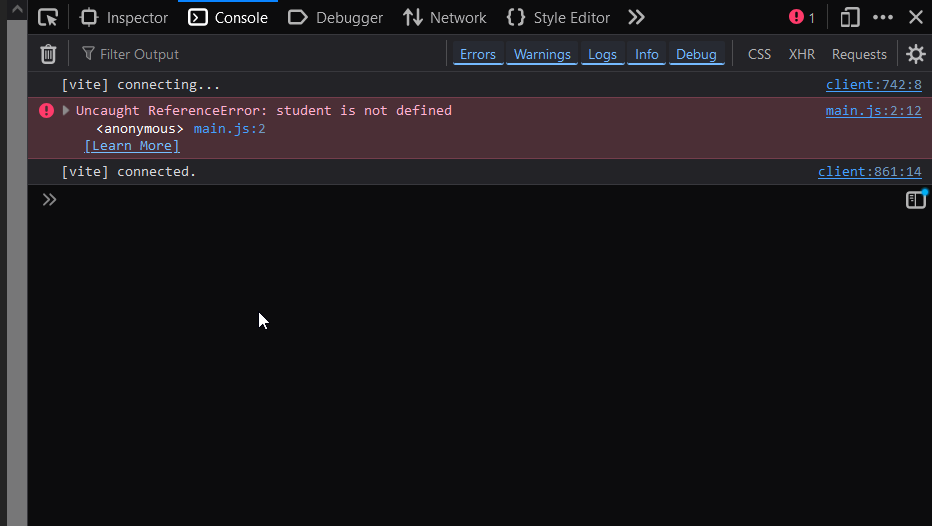 Inspector Console Debugger Network {} Style Editor 1
Filter Output Errors Warnings Logs Info Debug CSS XHR Requests
[vite] connecting... client:742:8
Uncaught ReferenceError: student is not defined main.js:2:12
<anonymous> main.js:2
[Learn More]
[vite] connected. client:861:14